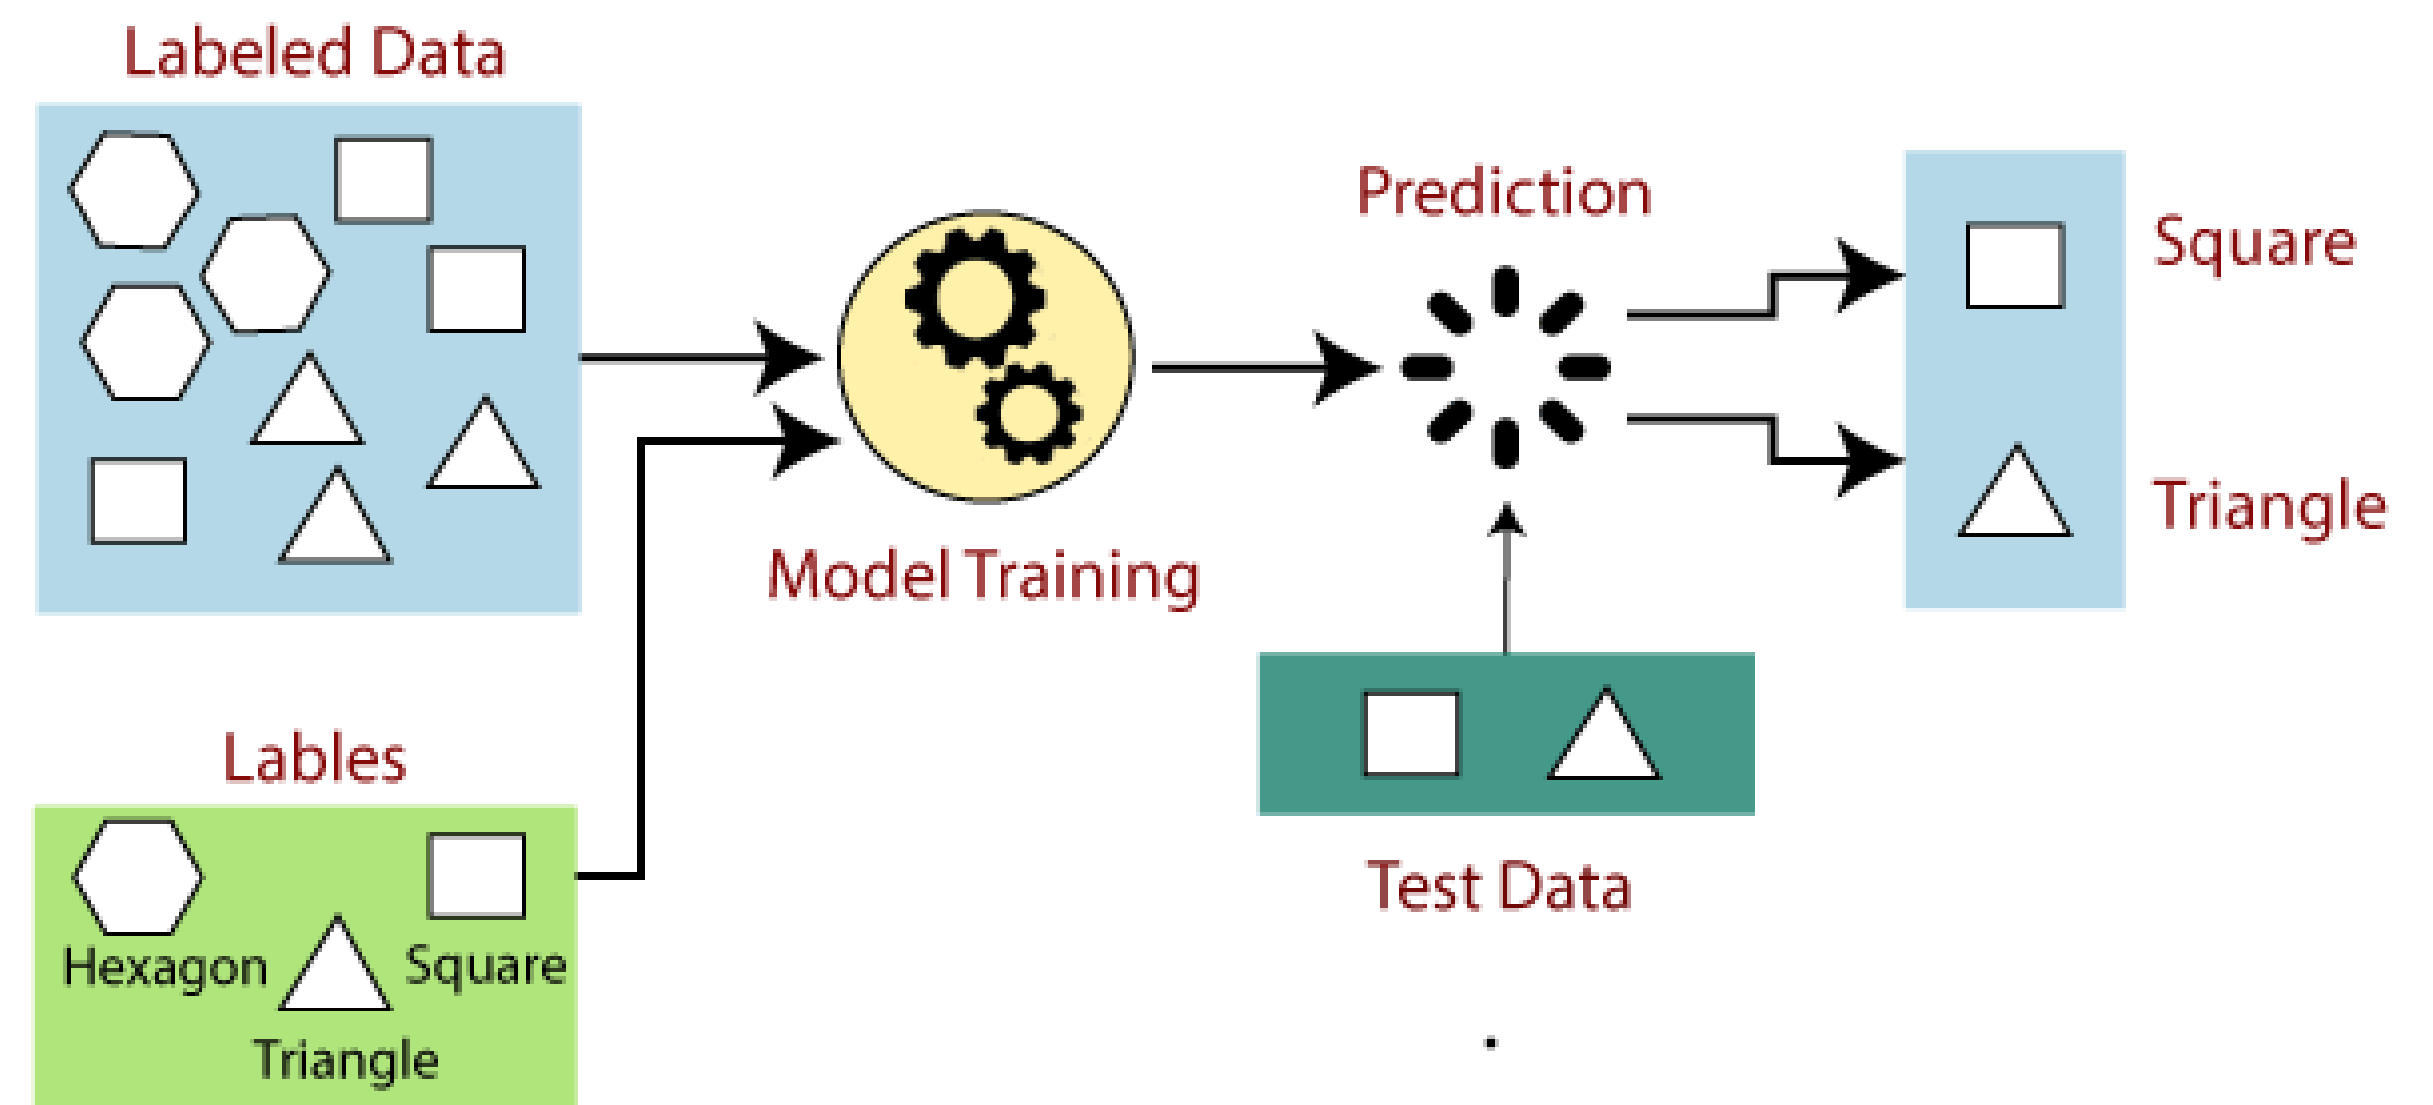 Labeled Data
Prediction
Square
Triangle
Model Training
Lables
Hexagon
Square
Triangle
Test Data